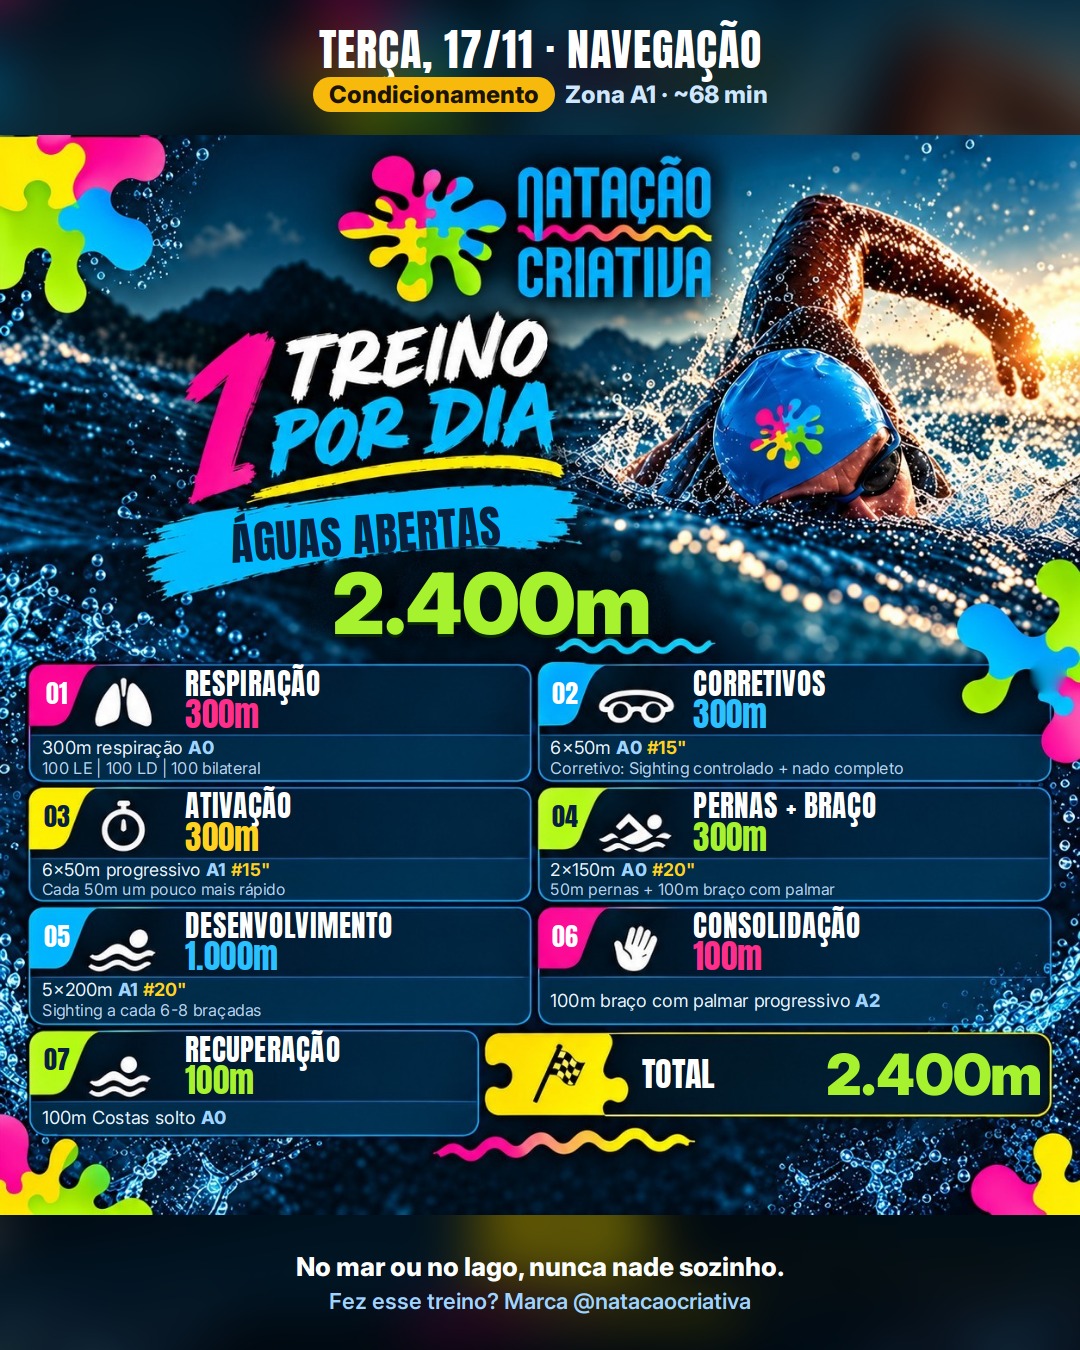 TERÇA, 17/11 · NAVEGAÇÃO
Condicionamento Zona A1 · ~68 min
NATAÇÃO
CRIATIVA
1 TREINO
POR DIA
ÁGUAS ABERTAS
2.400m
01 RESPIRAÇÃO
300m
300m respiração A0
100 LE | 100 LD | 100 bilateral
02 CORRETIVOS
300m
6×50m A0 #15"
Corretivo: Sighting controlado + nado completo
03 ATIVAÇÃO
300m
6×50m progressivo A1 #15"
Cada 50m um pouco mais rápido
04 PERNAS + BRAÇO
300m
2×150m A0 #20"
50m pernas + 100m braço com palmar
05 DESENVOLVIMENTO
1.000m
5×200m A1 #20"
Sighting a cada 6-8 braçadas
06 CONSOLIDAÇÃO
100m
100m braço com palmar progressivo A2
07 RECUPERAÇÃO
100m
100m Costas solto A0
TOTAL 2.400m
No mar ou no lago, nunca nade sozinho.
Fez esse treino? Marca @natacaocriativa